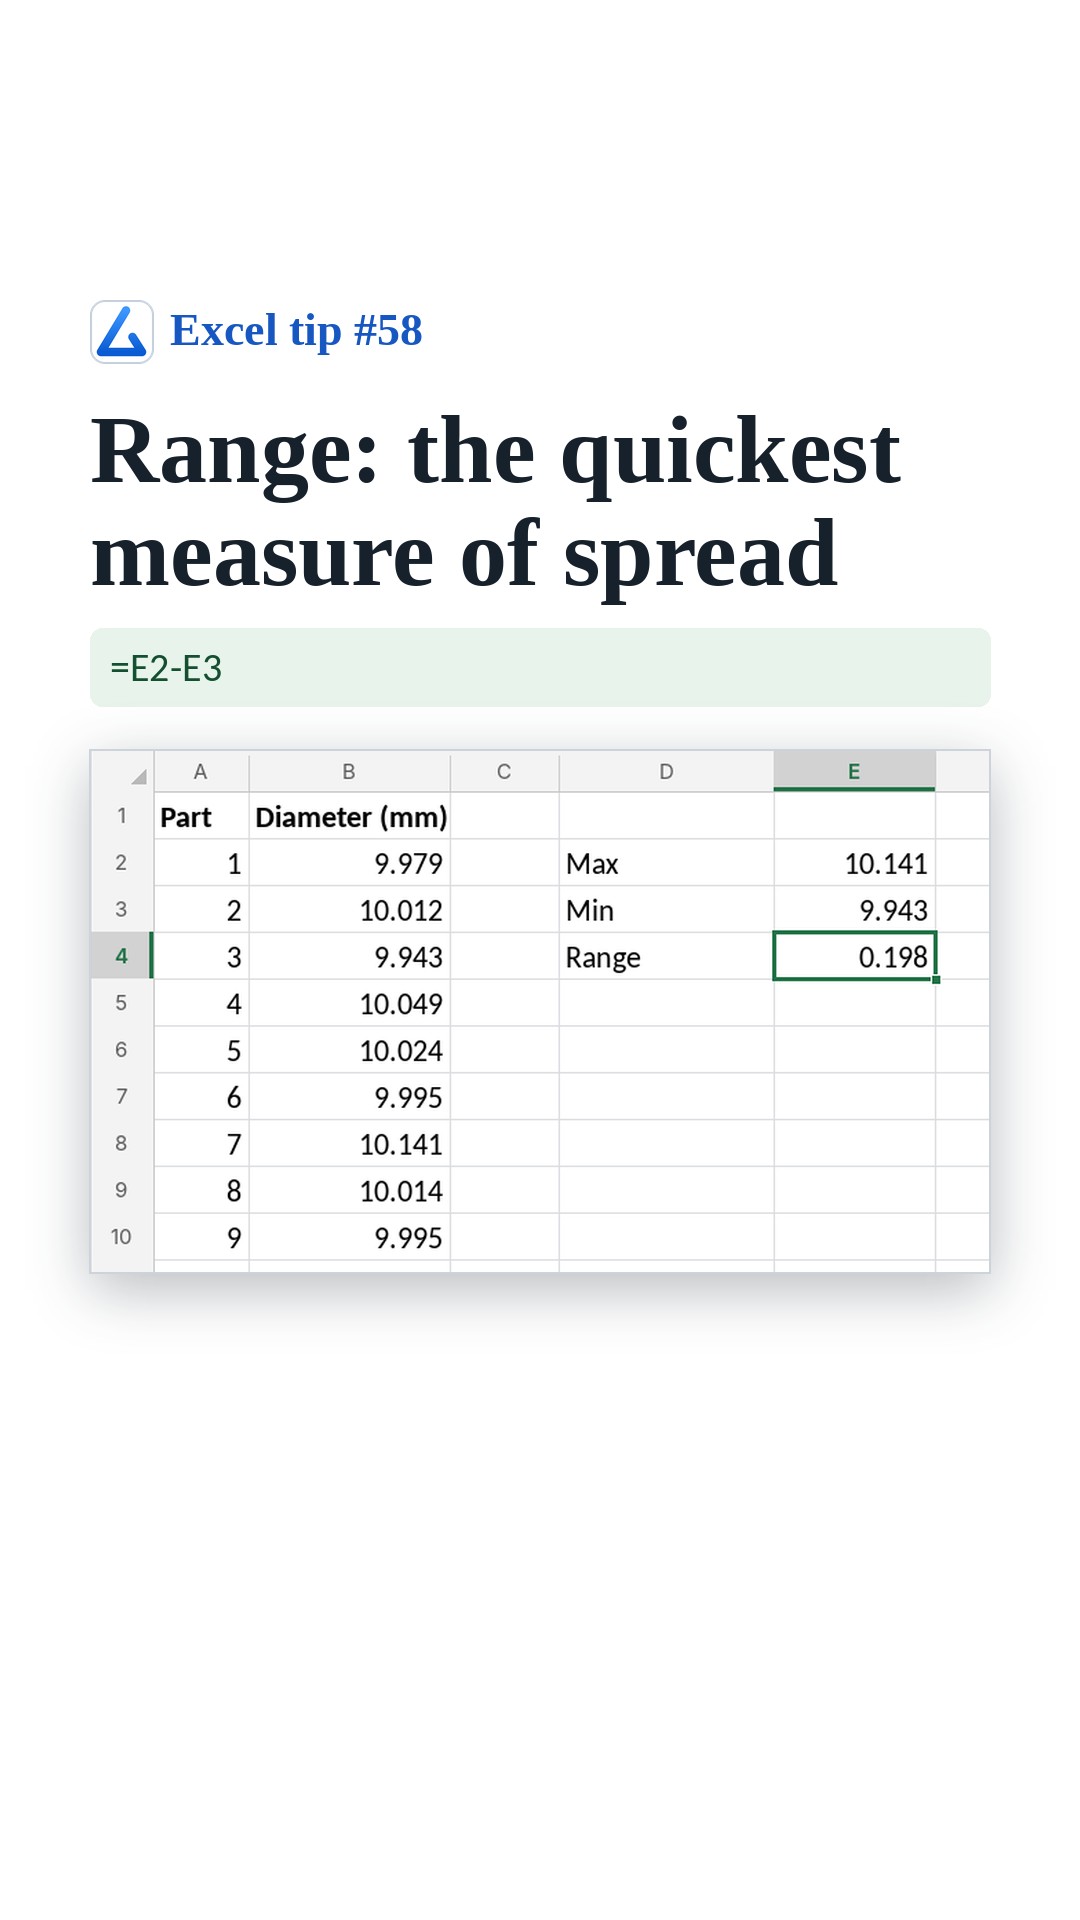 Excel tip #58
Range: the quickest
measure of spread
=E2-E3
A B C D E
1 Part Diameter (mm)
2 1 9.979 Max 10.141
3 2 10.012 Min 9.943
4 3 9.943 Range 0.198
5 4 10.049
6 5 10.024
7 6 9.995
8 7 10.141
9 8 10.014
10 9 9.995